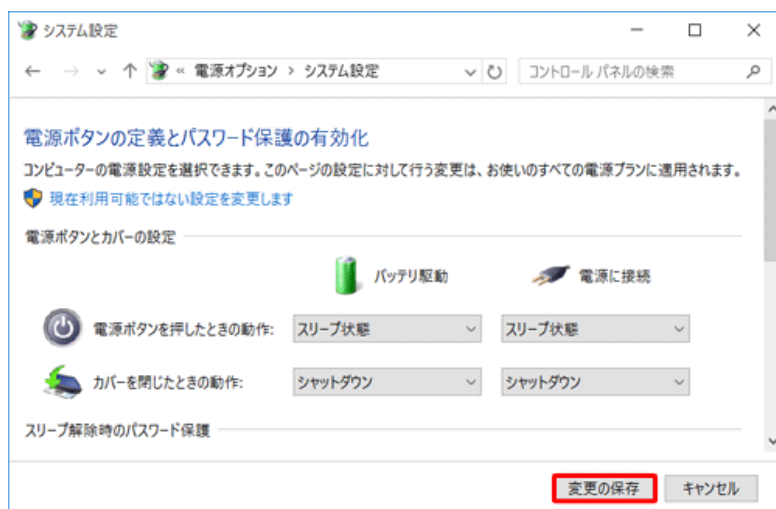 システム設定
« 電源オプション › システム設定
コントロール パネルの検索
電源ボタンの定義とパスワード保護の有効化
コンピューターの電源設定を選択できます。このページの設定に対して行う変更は、お使いのすべての電源プランに適用されます。
現在利用可能ではない設定を変更します
電源ボタンとカバーの設定
バッテリ駆動 電源に接続
電源ボタンを押したときの動作: スリープ状態 スリープ状態
カバーを閉じたときの動作: シャットダウン シャットダウン
スリープ解除時のパスワード保護
変更の保存 キャンセル